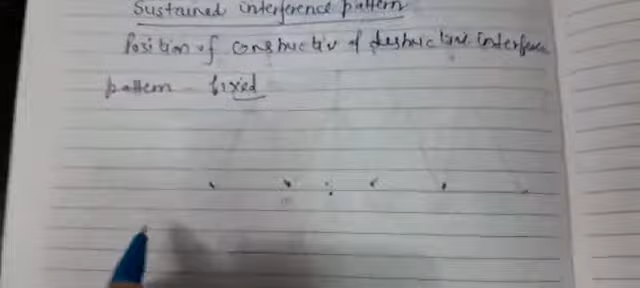 Sustained interference pattern
Position of constructive of destructive interference
pattern fixed